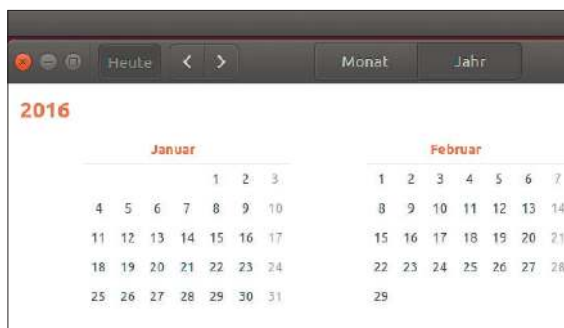 Heute < > Monat Jahr
2016
Januar Februar
1 2 3 1 2 3 4 5 6 7
4 5 6 7 8 9 10 8 9 10 11 12 13 14
11 12 13 14 15 16 17 15 16 17 18 19 20 21
18 19 20 21 22 23 24 22 23 24 25 26 27 28
25 26 27 28 29 30 31 29